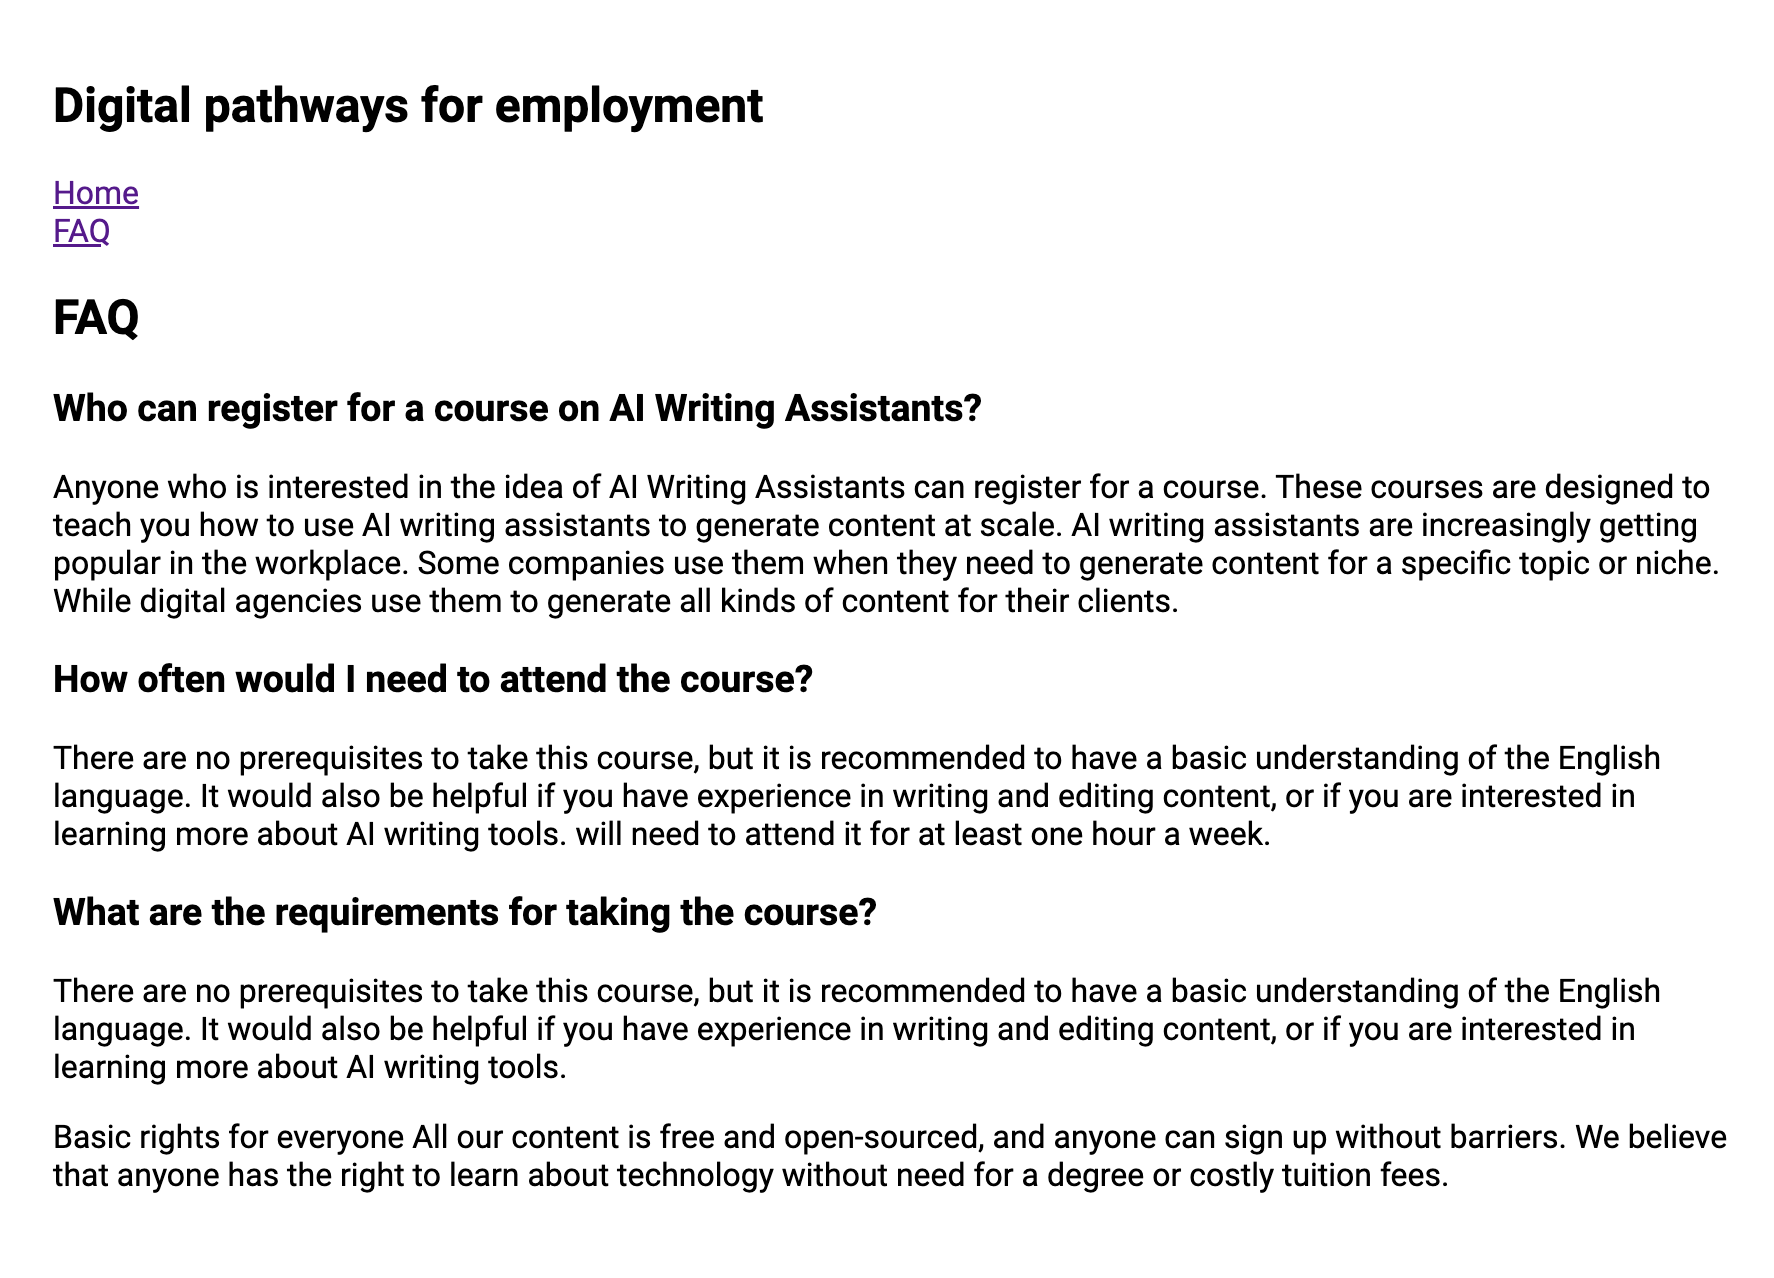 Digital pathways for employment
Home
FAQ
FAQ
Who can register for a course on AI Writing Assistants?
Anyone who is interested in the idea of AI Writing Assistants can register for a course. These courses are designed to
teach you how to use AI writing assistants to generate content at scale. AI writing assistants are increasingly getting
popular in the workplace. Some companies use them when they need to generate content for a specific topic or niche.
While digital agencies use them to generate all kinds of content for their clients.
How often would I need to attend the course?
There are no prerequisites to take this course, but it is recommended to have a basic understanding of the English
language. It would also be helpful if you have experience in writing and editing content, or if you are interested in
learning more about AI writing tools. will need to attend it for at least one hour a week.
What are the requirements for taking the course?
There are no prerequisites to take this course, but it is recommended to have a basic understanding of the English
language. It would also be helpful if you have experience in writing and editing content, or if you are interested in
learning more about AI writing tools.
Basic rights for everyone All our content is free and open-sourced, and anyone can sign up without barriers. We believe
that anyone has the right to learn about technology without need for a degree or costly tuition fees.